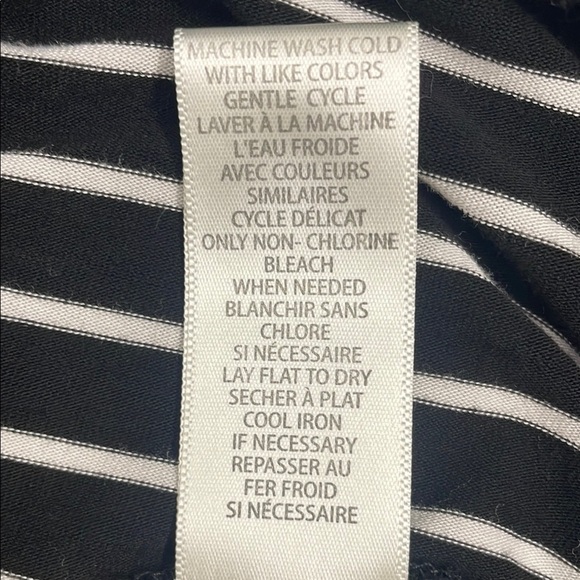 MACHINE WASH COLD
WITH LIKE COLORS
GENTLE CYCLE
LAVER À LA MACHINE
L'EAU FROIDE
AVEC COULEURS
SIMILAIRES
CYCLE DÉLICAT
ONLY NON- CHLORINE
BLEACH
WHEN NEEDED
BLANCHIR SANS
CHLORE
SI NÉCESSAIRE
LAY FLAT TO DRY
SECHER À PLAT
COOL IRON
IF NECESSARY
REPASSER AU
FER FROID
SI NÉCESSAIRE